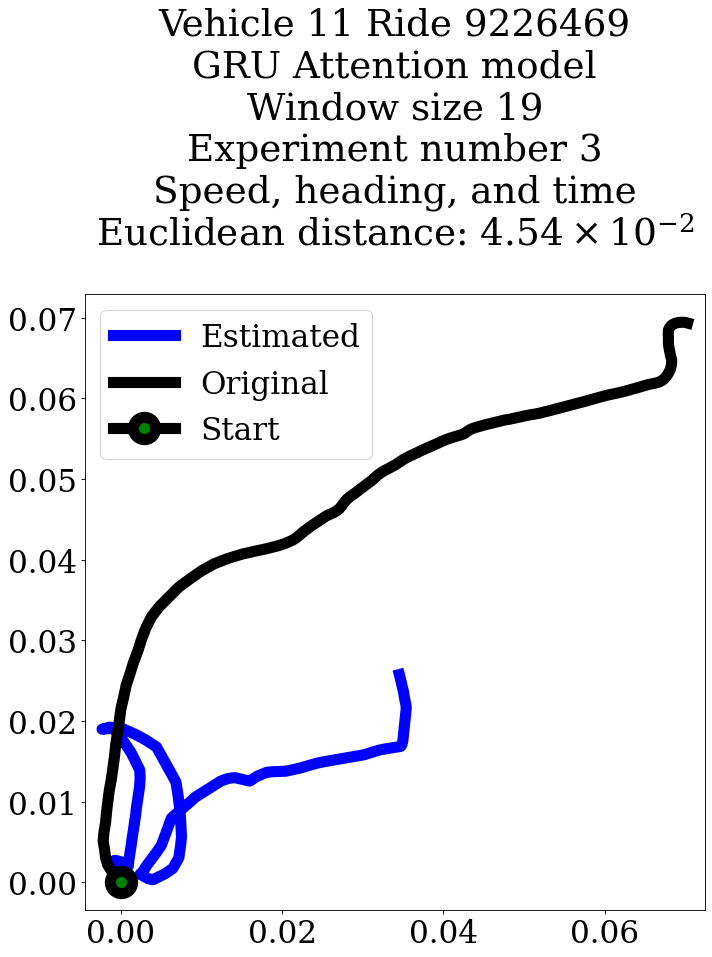 Vehicle 11 Ride 9226469
GRU Attention model
Window size 19
Experiment number 3
Speed, heading, and time
Euclidean distance: 4.54 × 10⁻²
Estimated
Original
Start
0.07
0.06
0.05
0.04
0.03
0.02
0.01
0.00
0.00 0.02 0.04 0.06